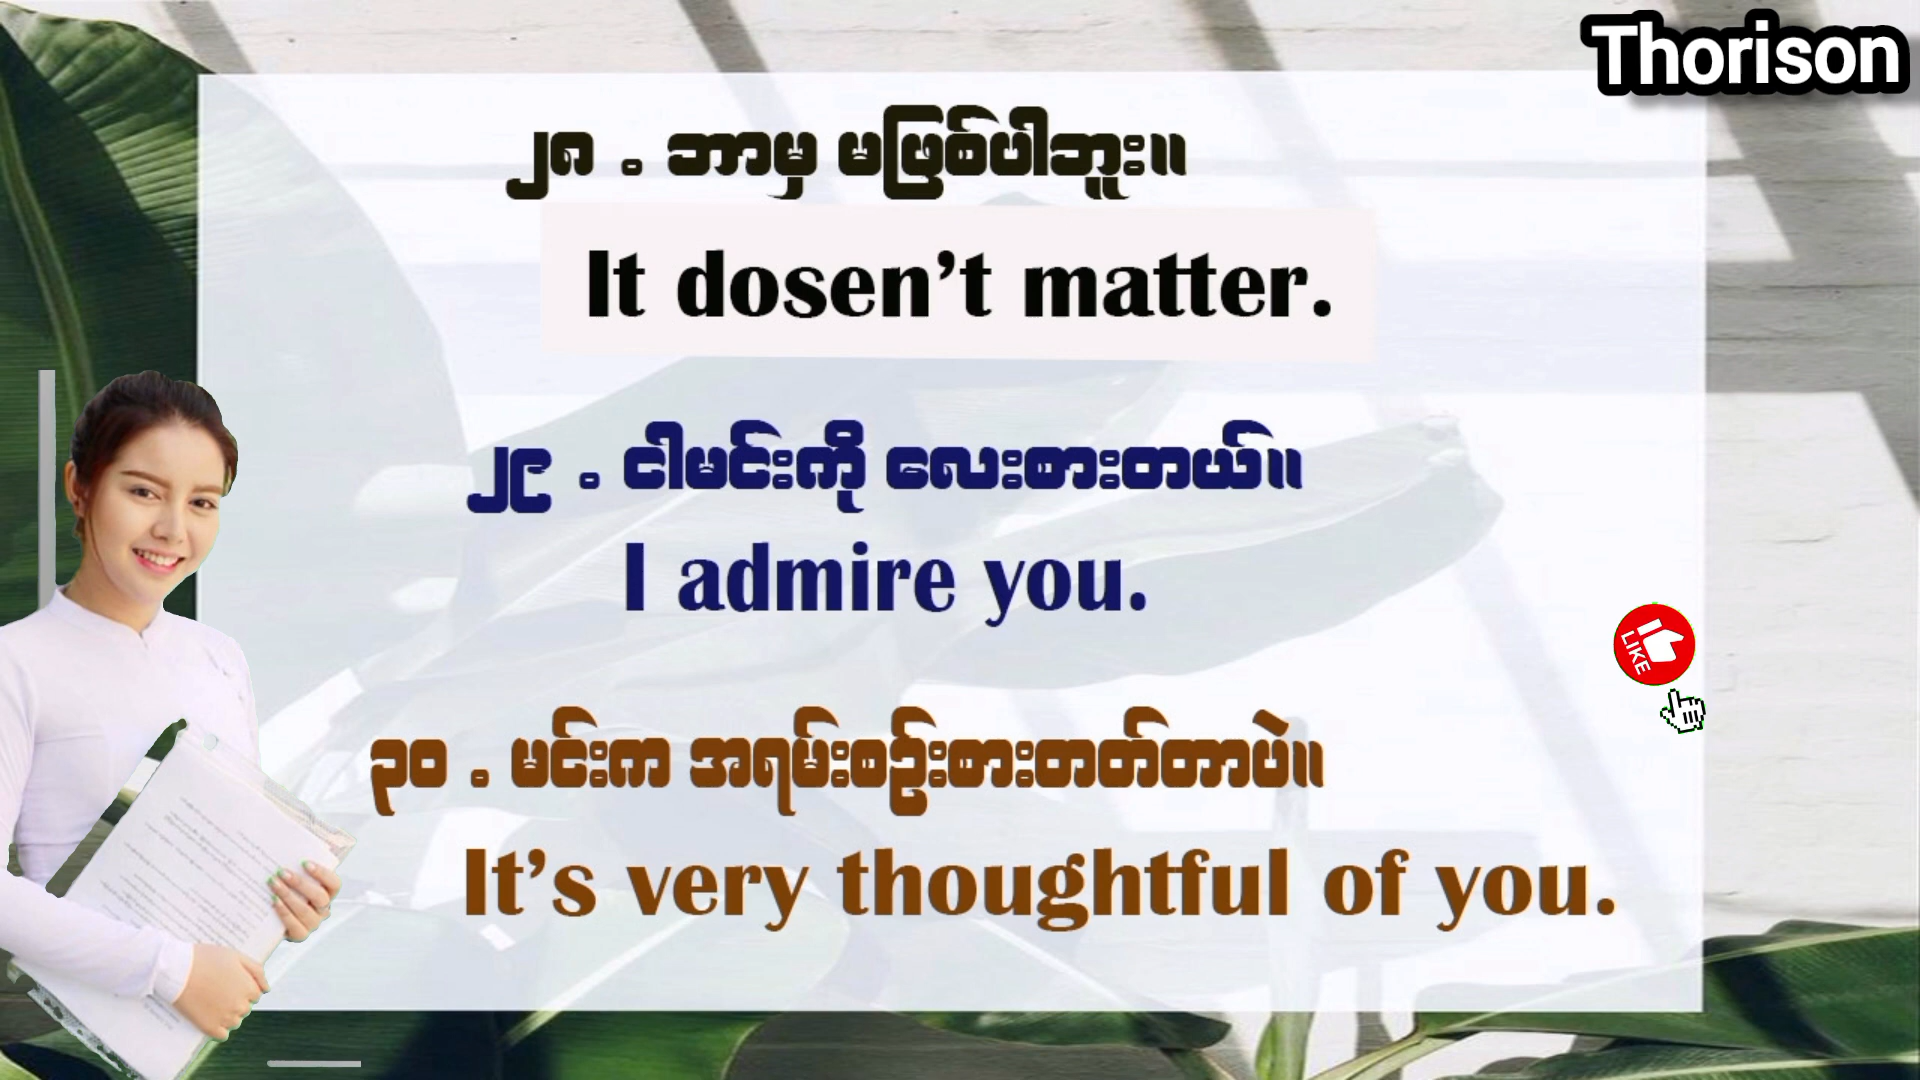 Thorison
၂၈ . ဘာမှ မဖြစ်ပါဘူး။
It dosen’t matter.
၂၉ . ငါမင်းကို လေးစားတယ်။
I admire you.
LIKE
၃၀ . မင်းက အရမ်းစဉ်းစားတတ်တာပဲ။
It’s very thoughtful of you.